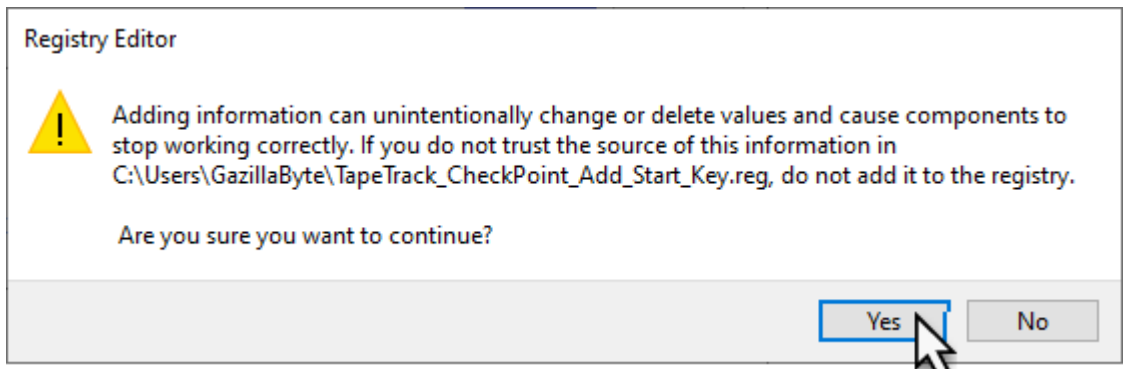 Registry Editor
!
Adding information can unintentionally change or delete values and cause components to
stop working correctly. If you do not trust the source of this information in
C:\Users\GazillaByte\TapeTrack_CheckPoint_Add_Start_Key.reg, do not add it to the registry.
Are you sure you want to continue?
Yes No